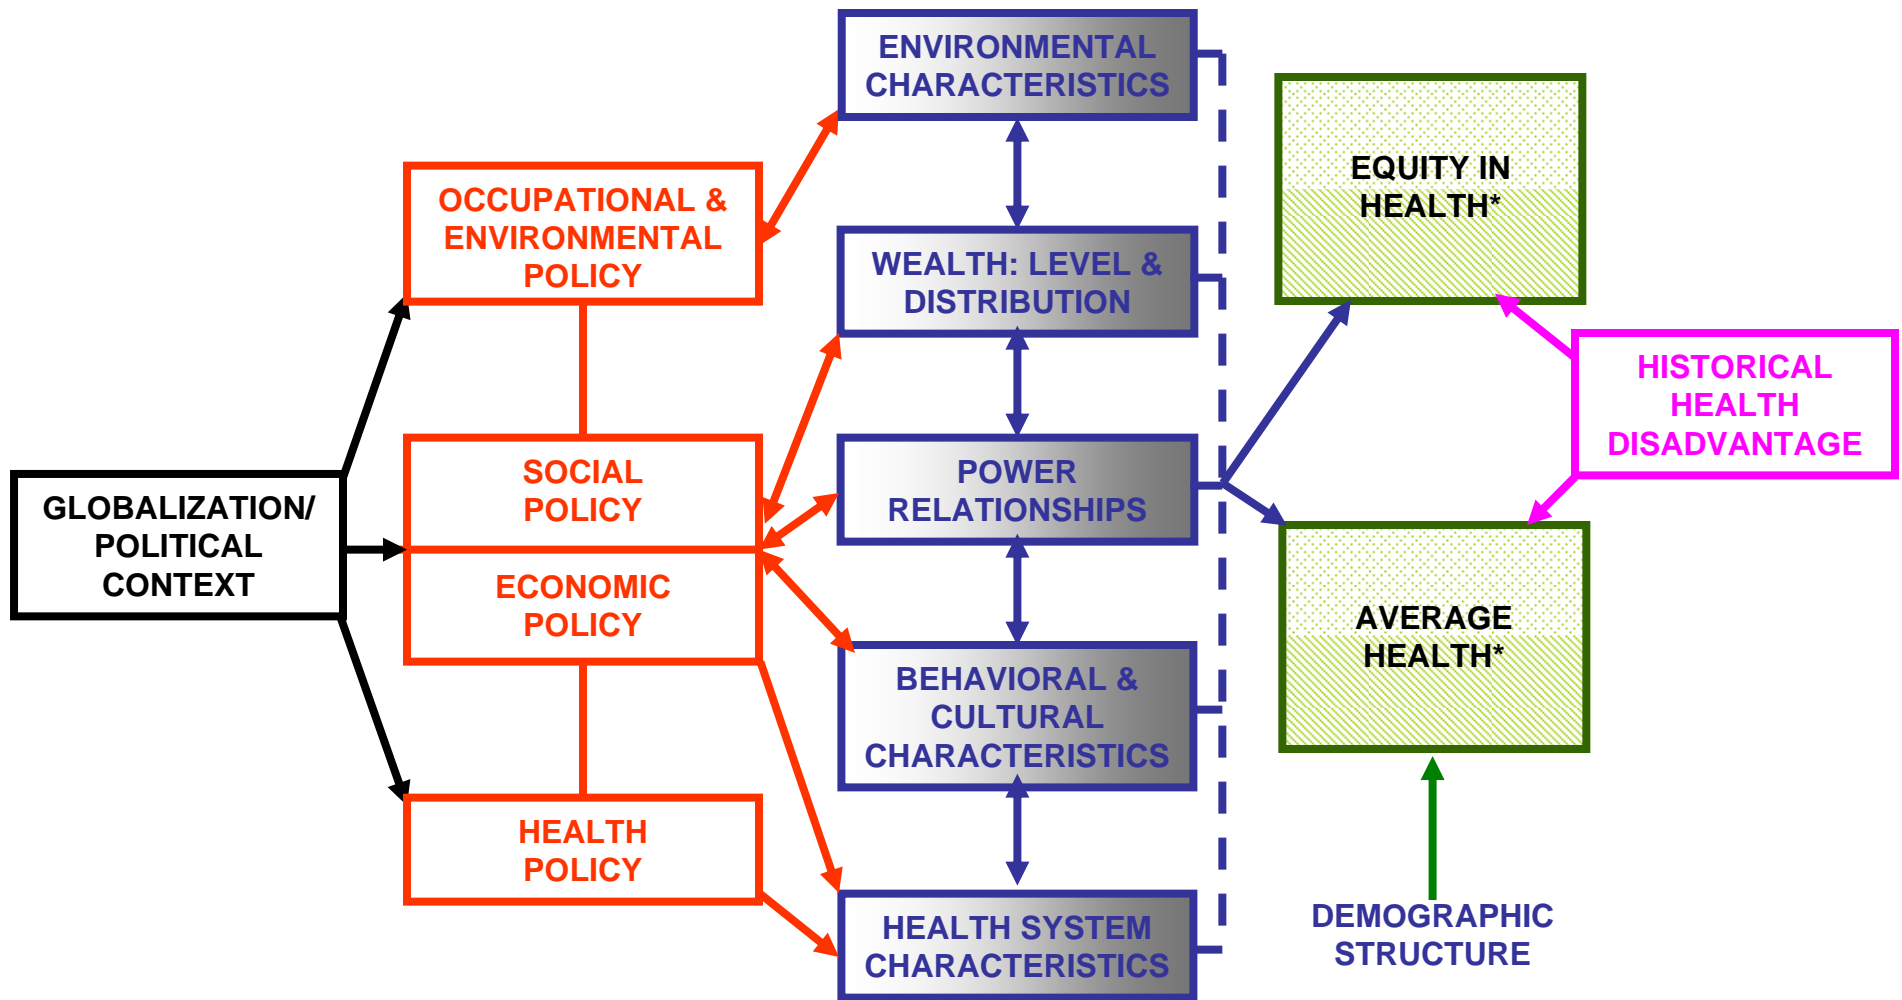 GLOBALIZATION/
POLITICAL
CONTEXT
OCCUPATIONAL &
ENVIRONMENTAL
POLICY
SOCIAL
POLICY
ECONOMIC
POLICY
HEALTH
POLICY
ENVIRONMENTAL
CHARACTERISTICS
WEALTH: LEVEL &
DISTRIBUTION
POWER
RELATIONSHIPS
BEHAVIORAL &
CULTURAL
CHARACTERISTICS
HEALTH SYSTEM
CHARACTERISTICS
EQUITY IN
HEALTH*
AVERAGE
HEALTH*
DEMOGRAPHIC
STRUCTURE
HISTORICAL
HEALTH
DISADVANTAGE